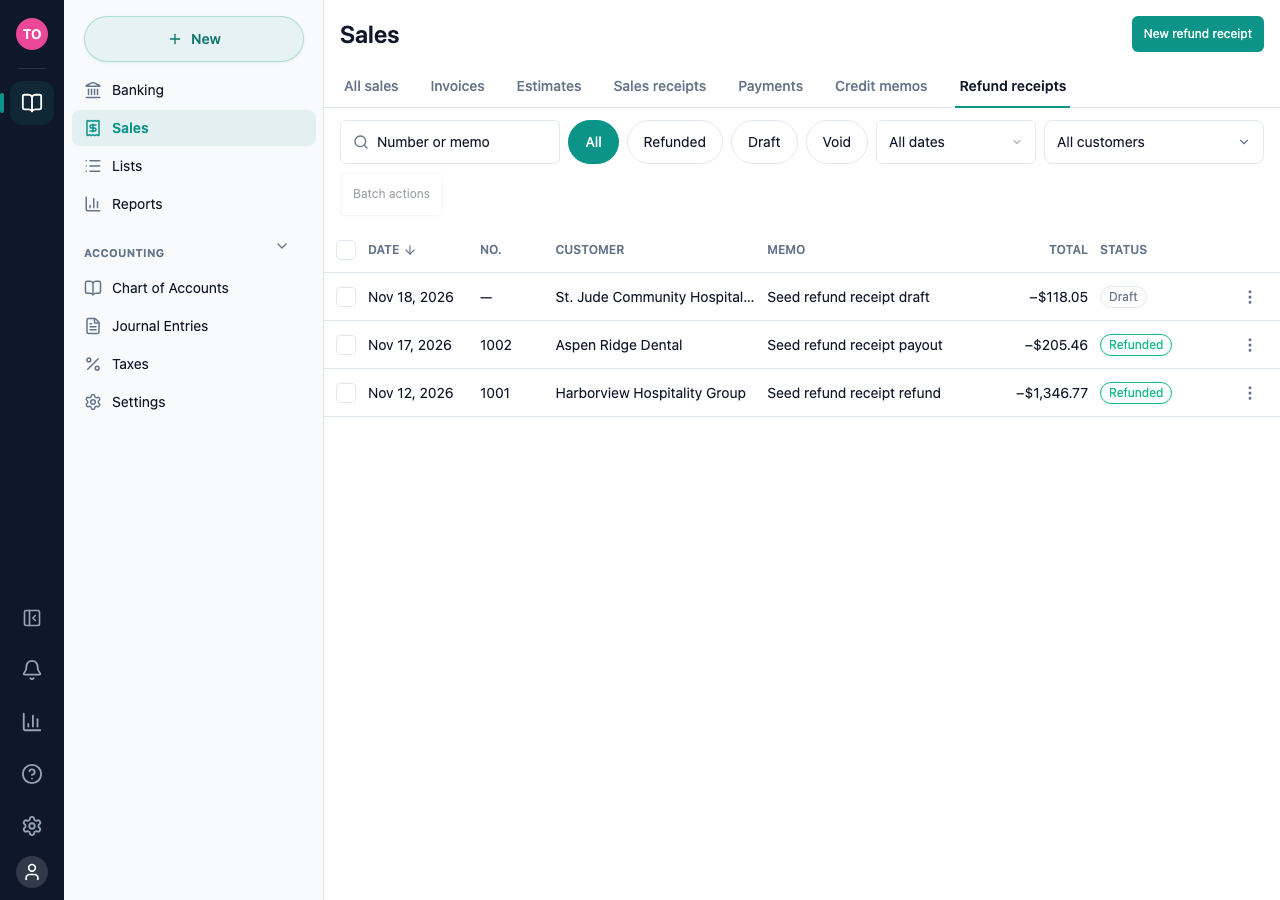 TO
New
Banking
Sales
Lists
Reports
ACCOUNTING
Chart of Accounts
Journal Entries
Taxes
Settings
Sales
New refund receipt
All sales Invoices Estimates Sales receipts Payments Credit memos Refund receipts
Number or memo All Refunded Draft Void All dates All customers
Batch actions
DATE NO. CUSTOMER MEMO TOTAL STATUS
Nov 18, 2026 — St. Jude Community Hospital... Seed refund receipt draft –$118.05 Draft
Nov 17, 2026 1002 Aspen Ridge Dental Seed refund receipt payout –$205.46 Refunded
Nov 12, 2026 1001 Harborview Hospitality Group Seed refund receipt refund –$1,346.77 Refunded